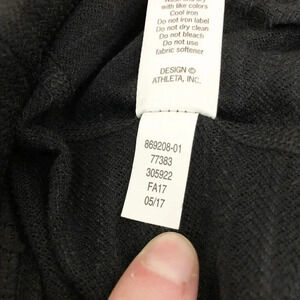 with like colors
Cool iron
Do not iron label
Do not dry clean
Do not bleach
Do not use
fabric softener
DESIGN ©
ATHLETA, INC.
869208-01
77383
305922
FA17
05/17